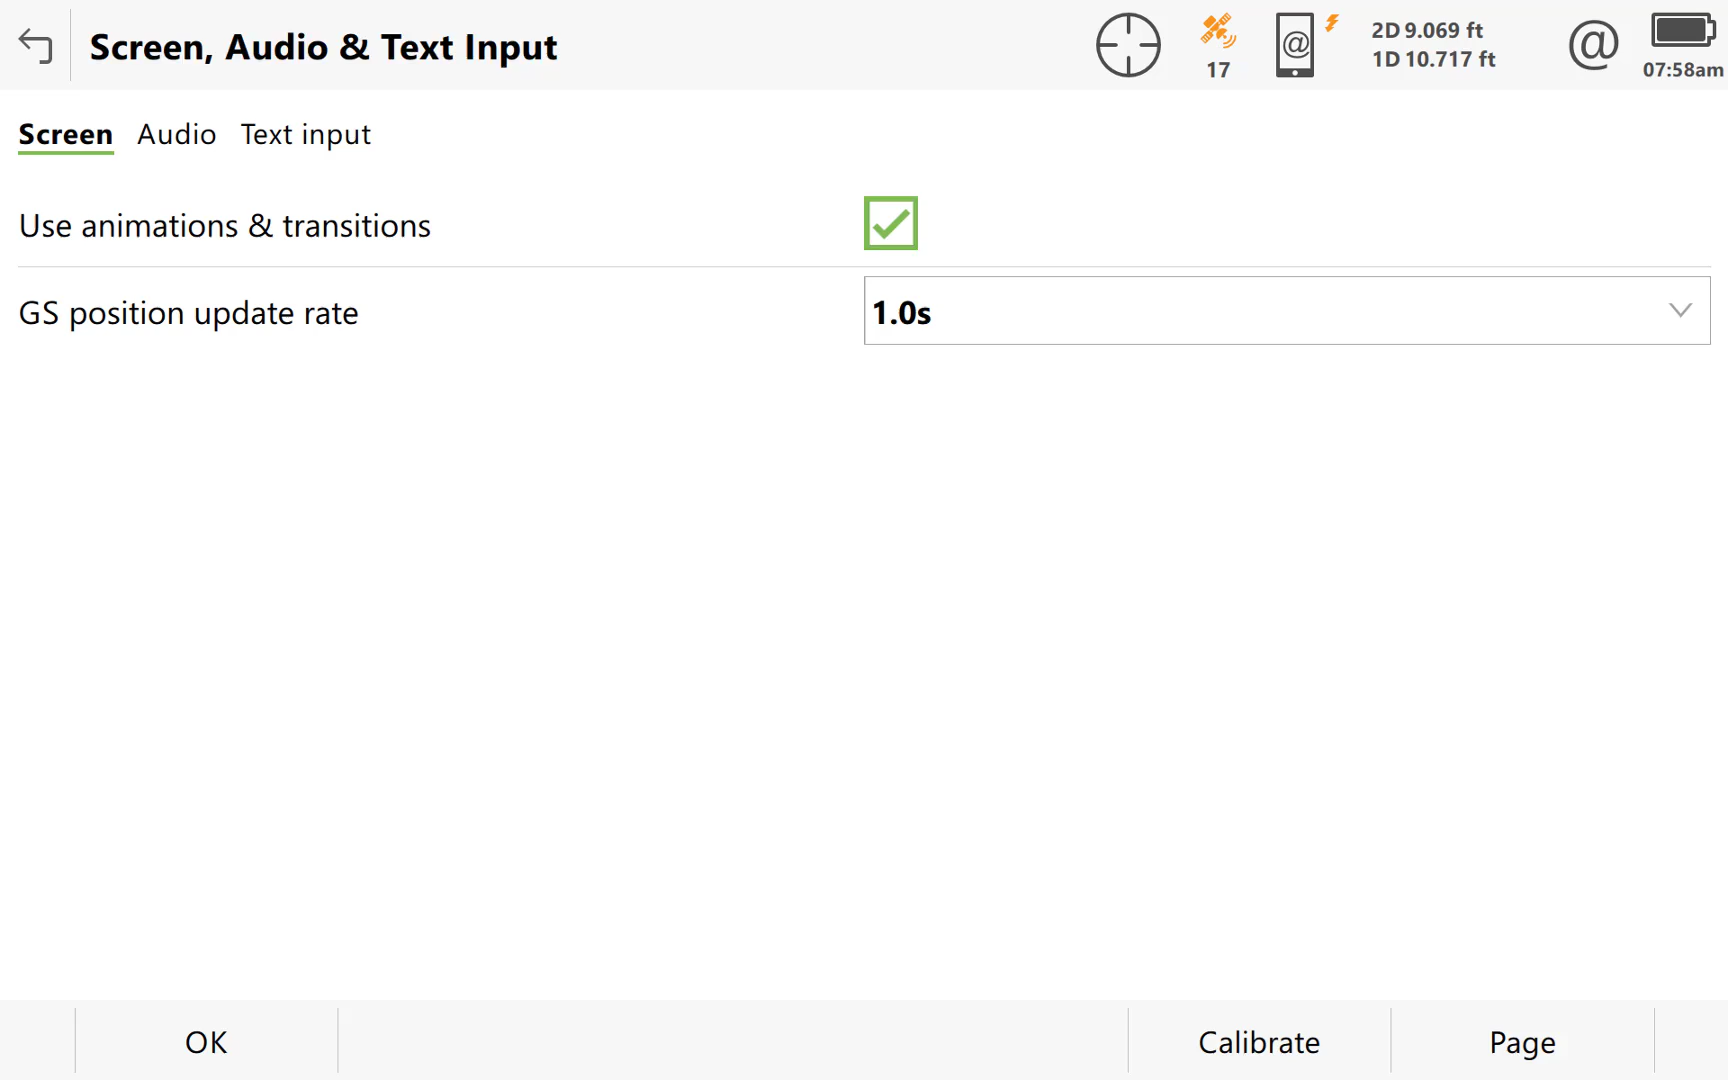 Screen, Audio & Text Input
17
@
2D 9.069 ft
1D 10.717 ft
@
07:58am
Screen Audio Text input
Use animations & transitions
GS position update rate
1.0s
OK
Calibrate
Page